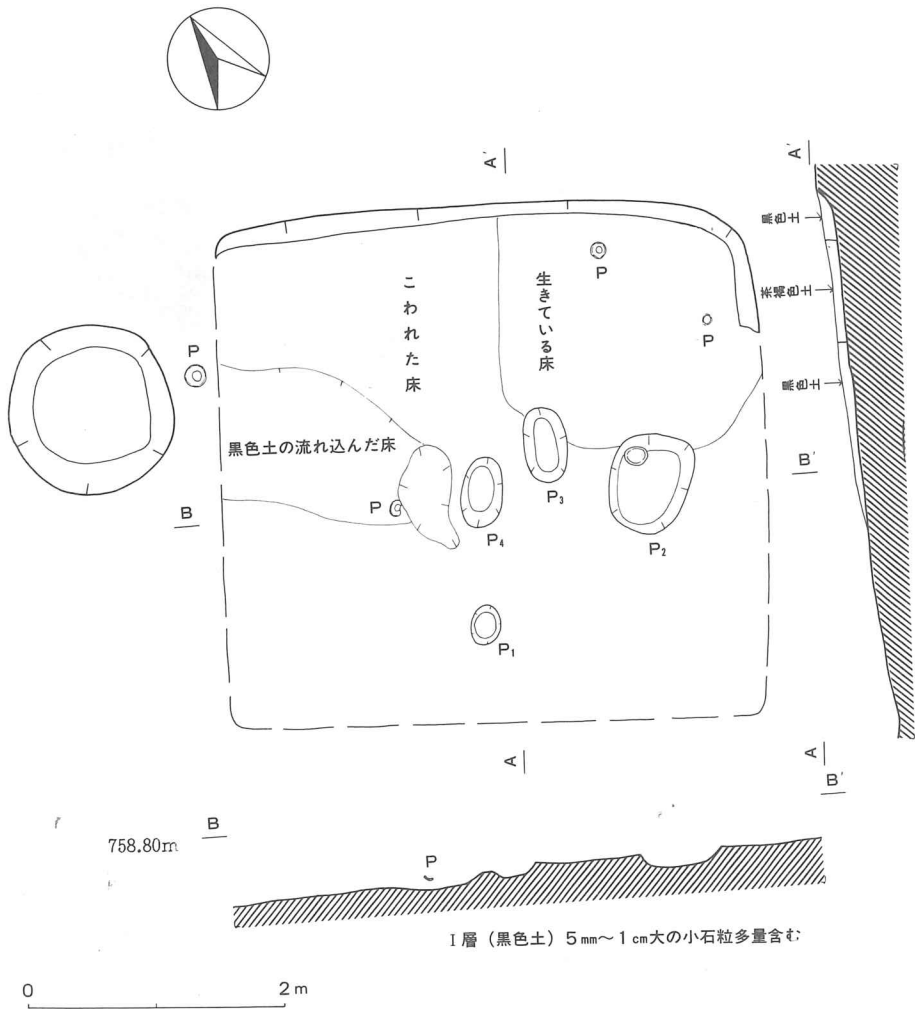 A′
A′
黒色土
茶褐色土
黒色土
P
P
こわれた床
生きている床
P
黒色土の流れ込んだ床
P
P₄
P₃
P₂
P₁
B
B′
A
A
B′
B
758.80m
P
I層（黒色土）5㎜～1㎝大の小石粒多量含む
0
2m